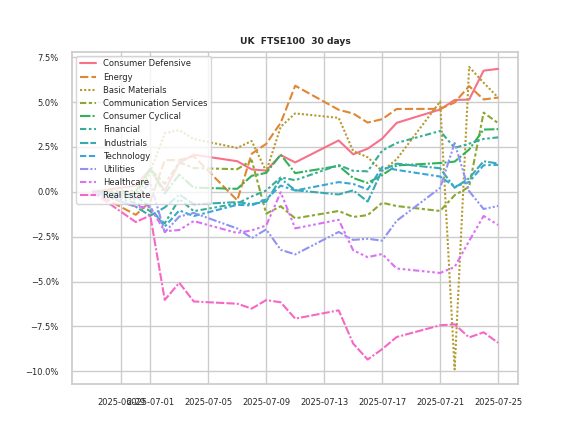 UK  FTSE100  30 days
7.5%
5.0%
2.5%
0.0%
−2.5%
−5.0%
−7.5%
−10.0%
Consumer Defensive
Energy
Basic Materials
Communication Services
Consumer Cyclical
Financial
Industrials
Technology
Utilities
Healthcare
Real Estate
2025-07-01 2025-07-05 2025-07-09 2025-07-13 2025-07-17 2025-07-21 2025-07-25